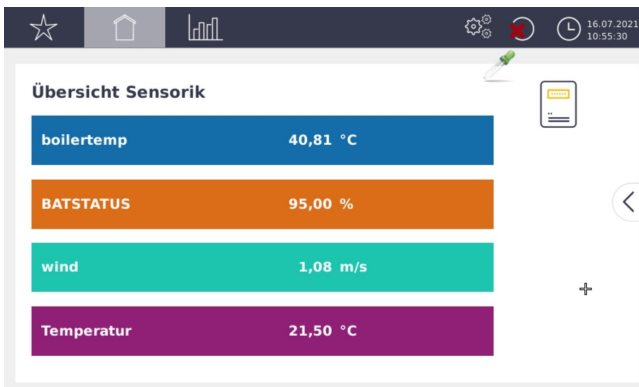 16.07.2021
10:55:30
Übersicht Sensorik
boilertemp 40,81 °C
BATSTATUS 95,00 %
wind 1,08 m/s
Temperatur 21,50 °C